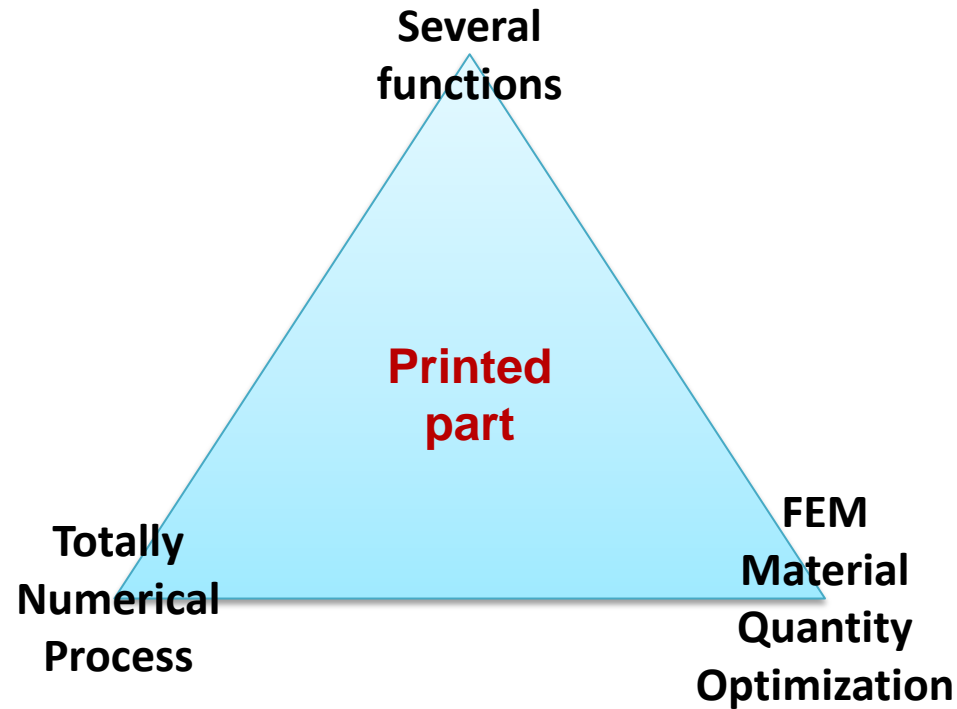 Several
functions
Printed
part
Totally
Numerical
Process
FEM
Material
Quantity
Optimization